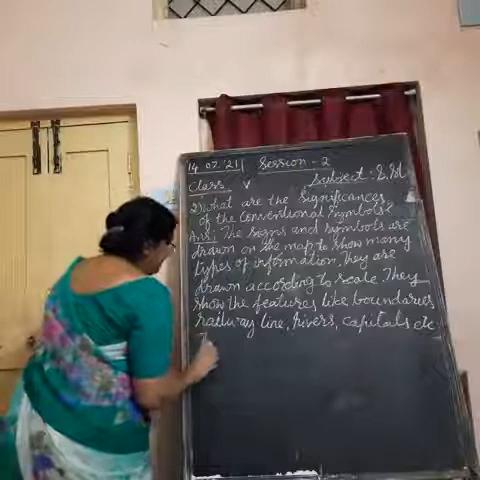 14.07.'21 Session - 2
Class V Subject: S.Sd
2) What are the Significances
of the Conventional Symbols?
Ans: The signs and symbols are
drawn on the map to show many
types of information. They are
drawn according to scale. They
show the features like boundaries,
railway line, rivers, capitals etc